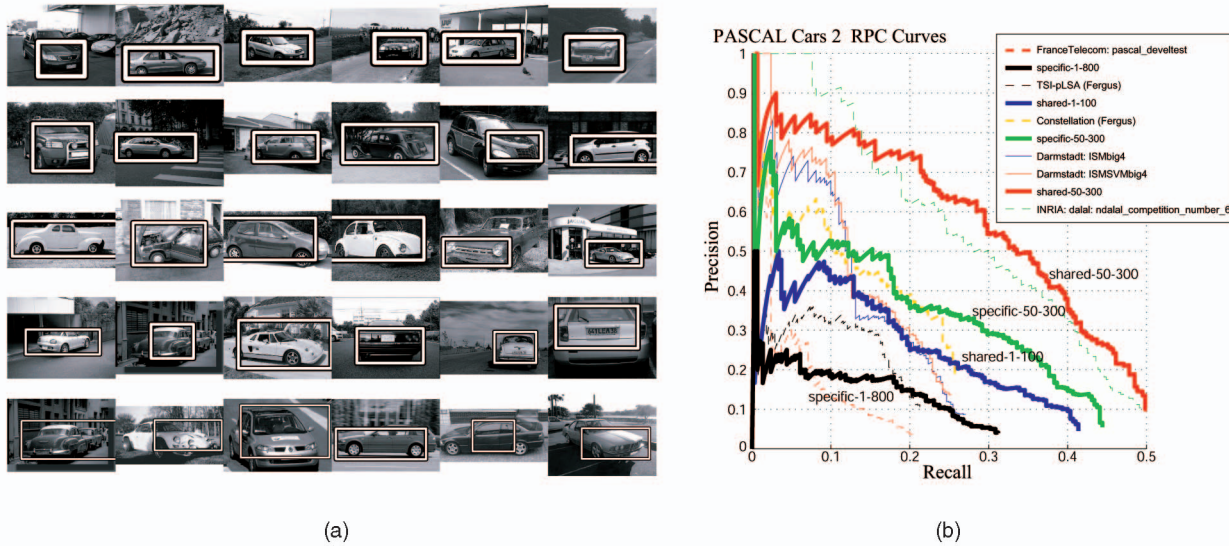 PASCAL Cars 2 RPC Curves
FranceTelecom: pascal_develtest
specific-1-800
TSI-pLSA (Fergus)
shared-1-100
Constellation (Fergus)
specific-50-300
Darmstadt: ISMbig4
Darmstadt: ISMSVMbig4
shared-50-300
INRIA: dalal: ndalal_competition_number_6
1
0.9
0.8
0.7
0.6
0.5
0.4
0.3
0.2
0.1
0
Precision
shared-50-300
specific-50-300
shared-1-100
specific-1-800
0 0.1 0.2 0.3 0.4 0.5
Recall
(a)
(b)